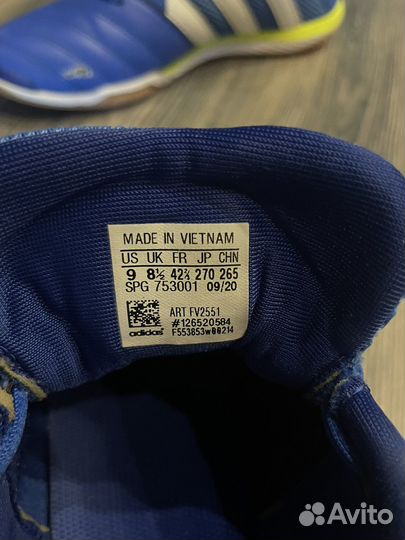 MADE IN VIETNAM
US UK FR JP CHN
9 8½ 42⅔ 270 265
SPG 753001 09/20
ART FV2551
#126520584
adidas F553853W00214
Avito